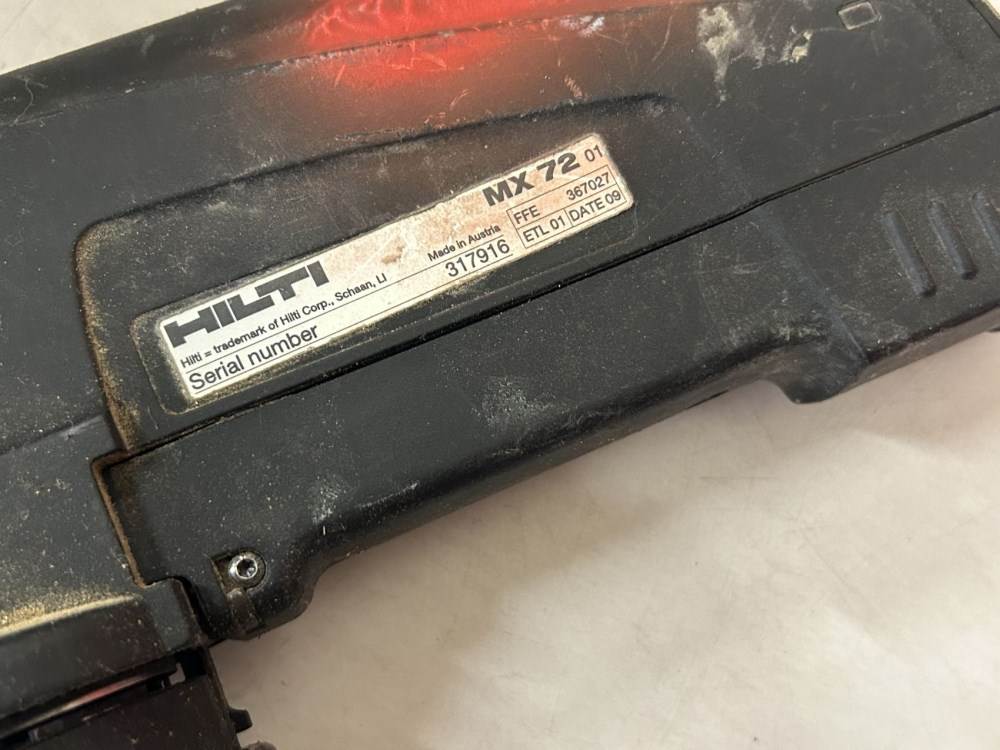 HILTI
MX 72 01
Hilti = trademark of Hilti Corp., Schaan, LI
Made in Austria
FFE 367027
Serial number 317916
ETL 01 DATE 09